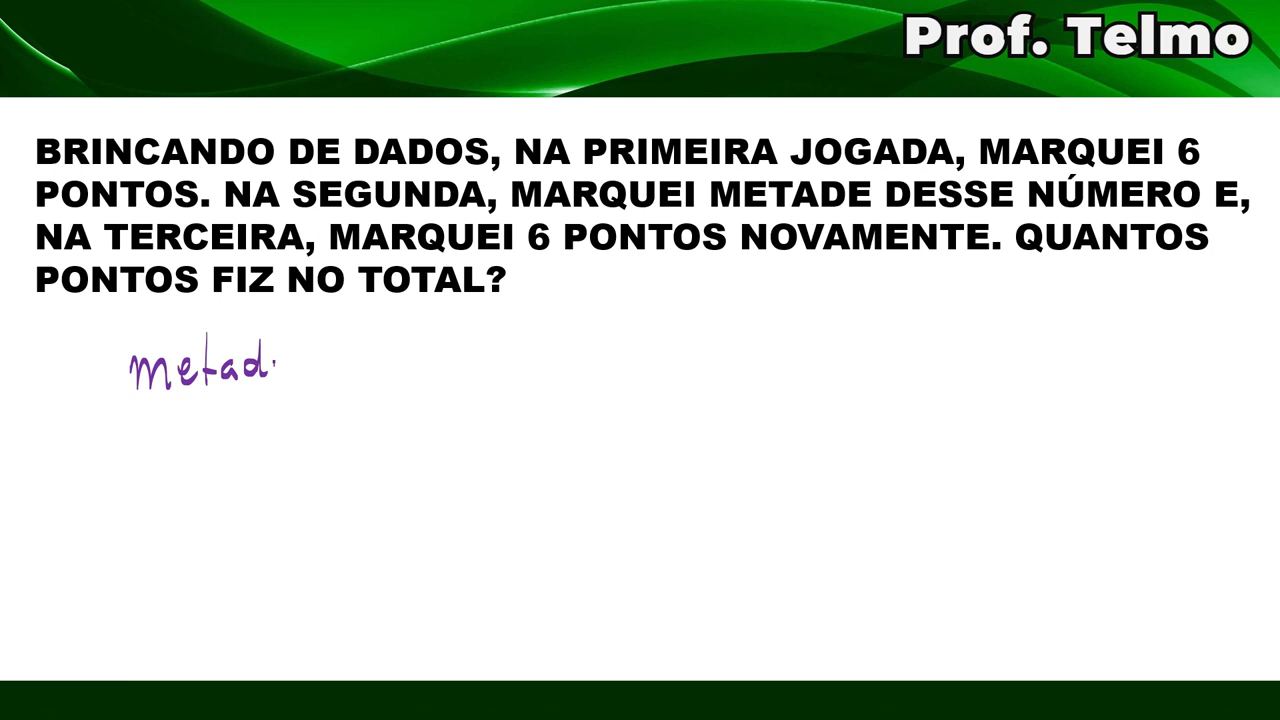 Prof. Telmo
BRINCANDO DE DADOS, NA PRIMEIRA JOGADA, MARQUEI 6
PONTOS. NA SEGUNDA, MARQUEI METADE DESSE NÚMERO E,
NA TERCEIRA, MARQUEI 6 PONTOS NOVAMENTE. QUANTOS
PONTOS FIZ NO TOTAL?
metad